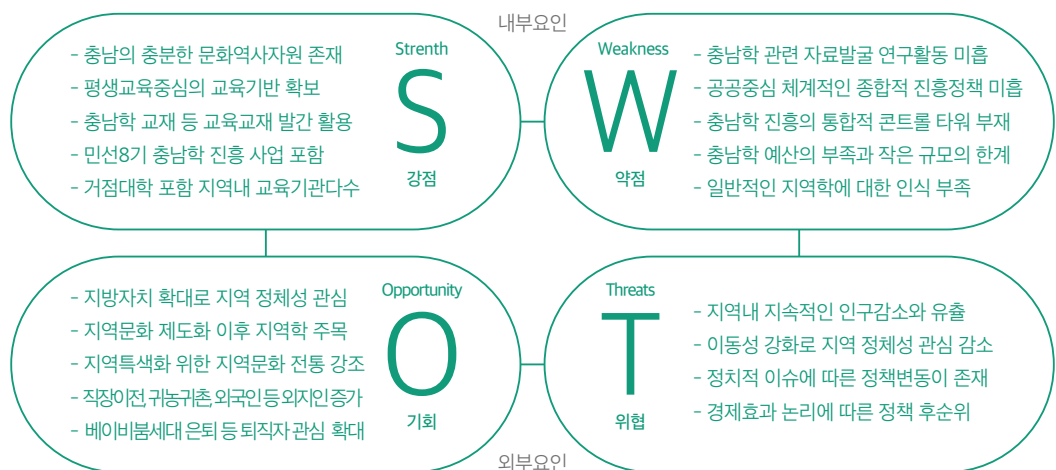 내부요인
- 충남의 충분한 문화역사자원 존재
- 평생교육중심의 교육기반 확보
- 충남학 교재 등 교육교재 발간 활용
- 민선8기 충남학 진흥 사업 포함
- 거점대학 포함 지역내 교육기관다수
Strenth
S
강점
Weakness
W
약점
- 충남학 관련 자료발굴 연구활동 미흡
- 공공중심 체계적인 종합적 진흥정책 미흡
- 충남학 진흥의 통합적 콘트롤 타워 부재
- 충남학 예산의 부족과 작은 규모의 한계
- 일반적인 지역학에 대한 인식 부족
- 지방자치 확대로 지역 정체성 관심
- 지역문화 제도화 이후 지역학 주목
- 지역특색화 위한 지역문화 전통 강조
- 직장이전, 귀농귀촌, 외국인 등 외지인 증가
- 베이비붐세대 은퇴 등 퇴직자 관심 확대
Opportunity
O
기회
Threats
T
위협
- 지역내 지속적인 인구감소와 유출
- 이동성 강화로 지역 정체성 관심 감소
- 정치적 이슈에 따른 정책변동이 존재
- 경제효과 논리에 따른 정책 후순위
외부요인